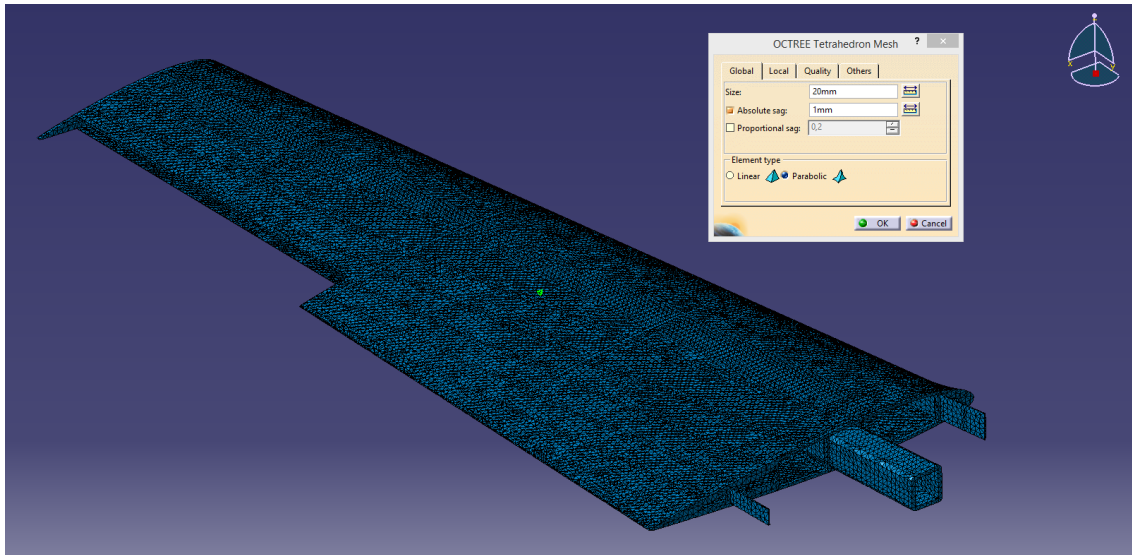 OCTREE Tetrahedron Mesh ? ×
Global Local Quality Others
Size: 20mm
Absolute sag: 1mm
Proportional sag: 0,2
Element type
Linear Parabolic
OK Cancel